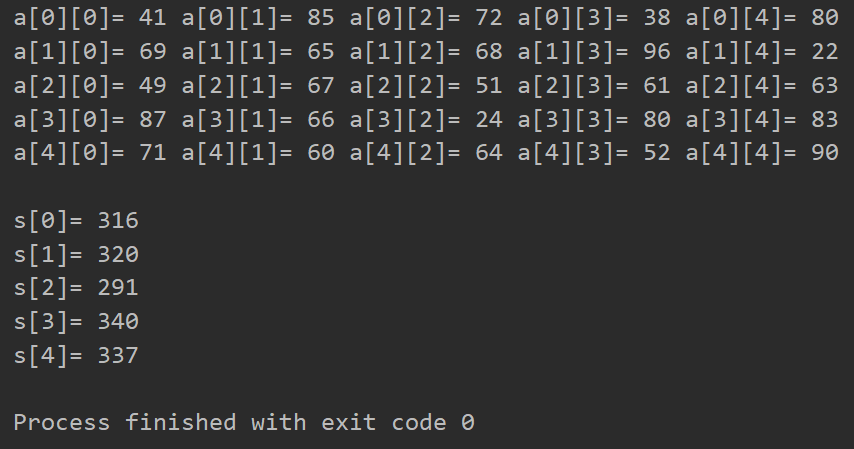 a[0][0]= 41 a[0][1]= 85 a[0][2]= 72 a[0][3]= 38 a[0][4]= 80
a[1][0]= 69 a[1][1]= 65 a[1][2]= 68 a[1][3]= 96 a[1][4]= 22
a[2][0]= 49 a[2][1]= 67 a[2][2]= 51 a[2][3]= 61 a[2][4]= 63
a[3][0]= 87 a[3][1]= 66 a[3][2]= 24 a[3][3]= 80 a[3][4]= 83
a[4][0]= 71 a[4][1]= 60 a[4][2]= 64 a[4][3]= 52 a[4][4]= 90
s[0]= 316
s[1]= 320
s[2]= 291
s[3]= 340
s[4]= 337
Process finished with exit code 0